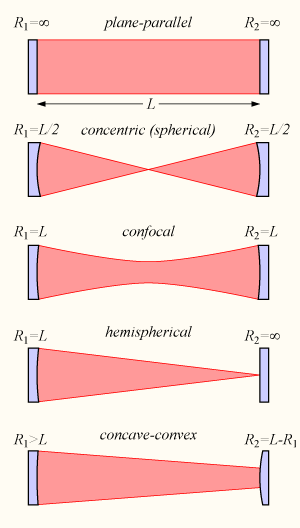 R₁=∞ plane-parallel R₂=∞
L
R₁=L/2 concentric (spherical) R₂=L/2
R₁=L confocal R₂=L
hemispherical
R₁=L R₂=∞
concave-convex
R₁>L R₂=L-R₁